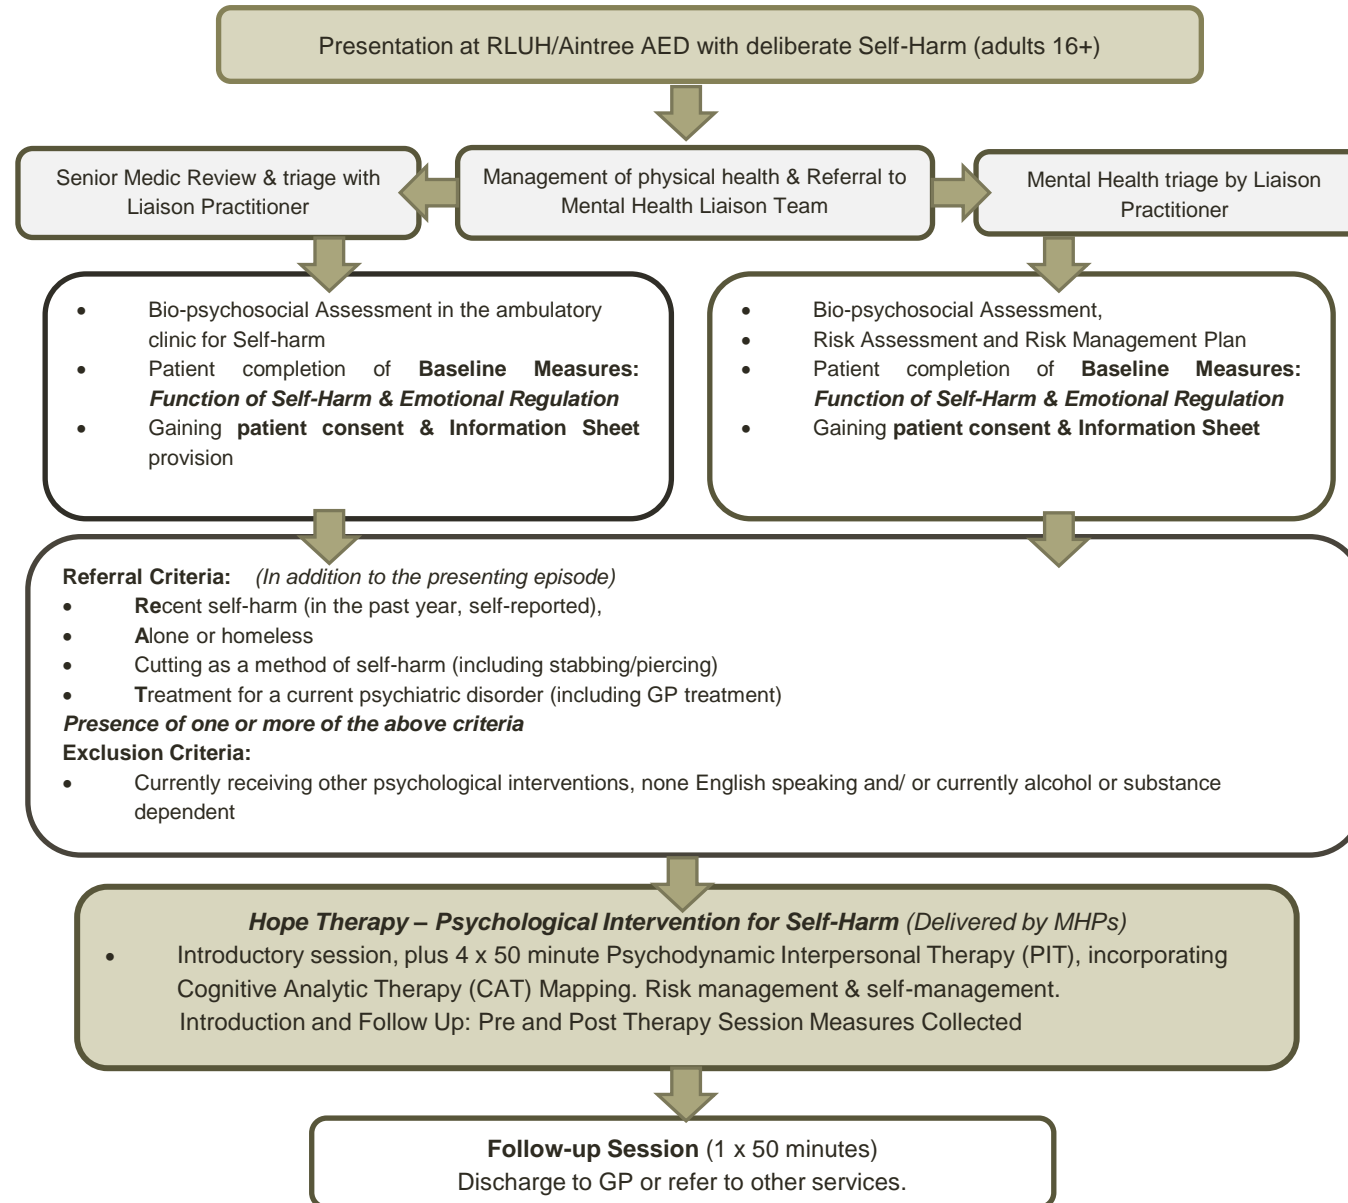 Presentation at RLUH/Aintree AED with deliberate Self-Harm (adults 16+)
Senior Medic Review & triage with
Liaison Practitioner
Management of physical health & Referral to
Mental Health Liaison Team
Mental Health triage by Liaison
Practitioner
• Bio-psychosocial Assessment in the ambulatory
clinic for Self-harm
• Patient completion of Baseline Measures:
Function of Self-Harm & Emotional Regulation
• Gaining patient consent & Information Sheet
provision
• Bio-psychosocial Assessment,
• Risk Assessment and Risk Management Plan
• Patient completion of Baseline Measures:
Function of Self-Harm & Emotional Regulation
• Gaining patient consent & Information Sheet
Referral Criteria: (In addition to the presenting episode)
• Recent self-harm (in the past year, self-reported),
• Alone or homeless
• Cutting as a method of self-harm (including stabbing/piercing)
• Treatment for a current psychiatric disorder (including GP treatment)
Presence of one or more of the above criteria
Exclusion Criteria:
• Currently receiving other psychological interventions, none English speaking and/ or currently alcohol or substance
dependent
Hope Therapy – Psychological Intervention for Self-Harm (Delivered by MHPs)
• Introductory session, plus 4 x 50 minute Psychodynamic Interpersonal Therapy (PIT), incorporating
Cognitive Analytic Therapy (CAT) Mapping. Risk management & self-management.
Introduction and Follow Up: Pre and Post Therapy Session Measures Collected
Follow-up Session (1 x 50 minutes)
Discharge to GP or refer to other services.